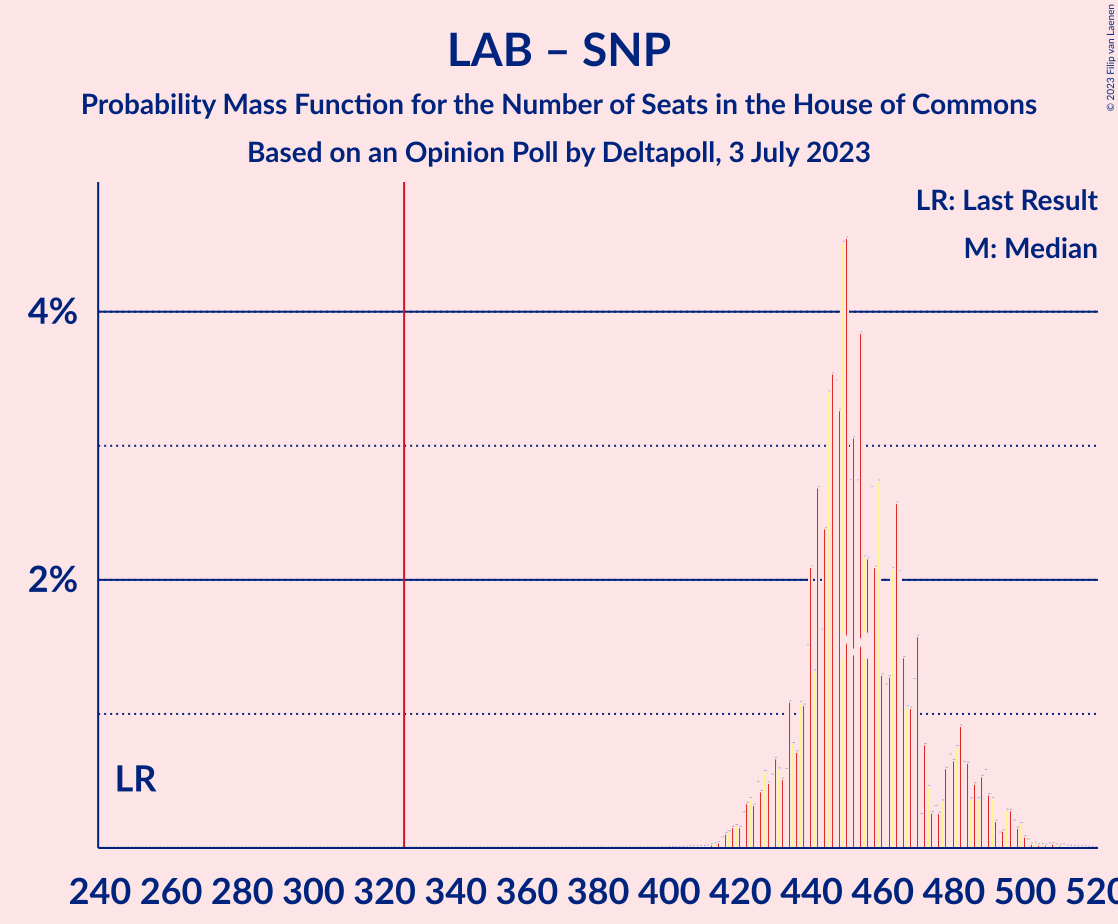 LAB – SNP
Probability Mass Function for the Number of Seats in the House of Commons
Based on an Opinion Poll by Deltapoll, 3 July 2023
© 2023 Filip van Laenen
LR: Last Result
M: Median
4%
2%
LR
240 260 280 300 320 340 360 380 400 420 440 460 480 500 520